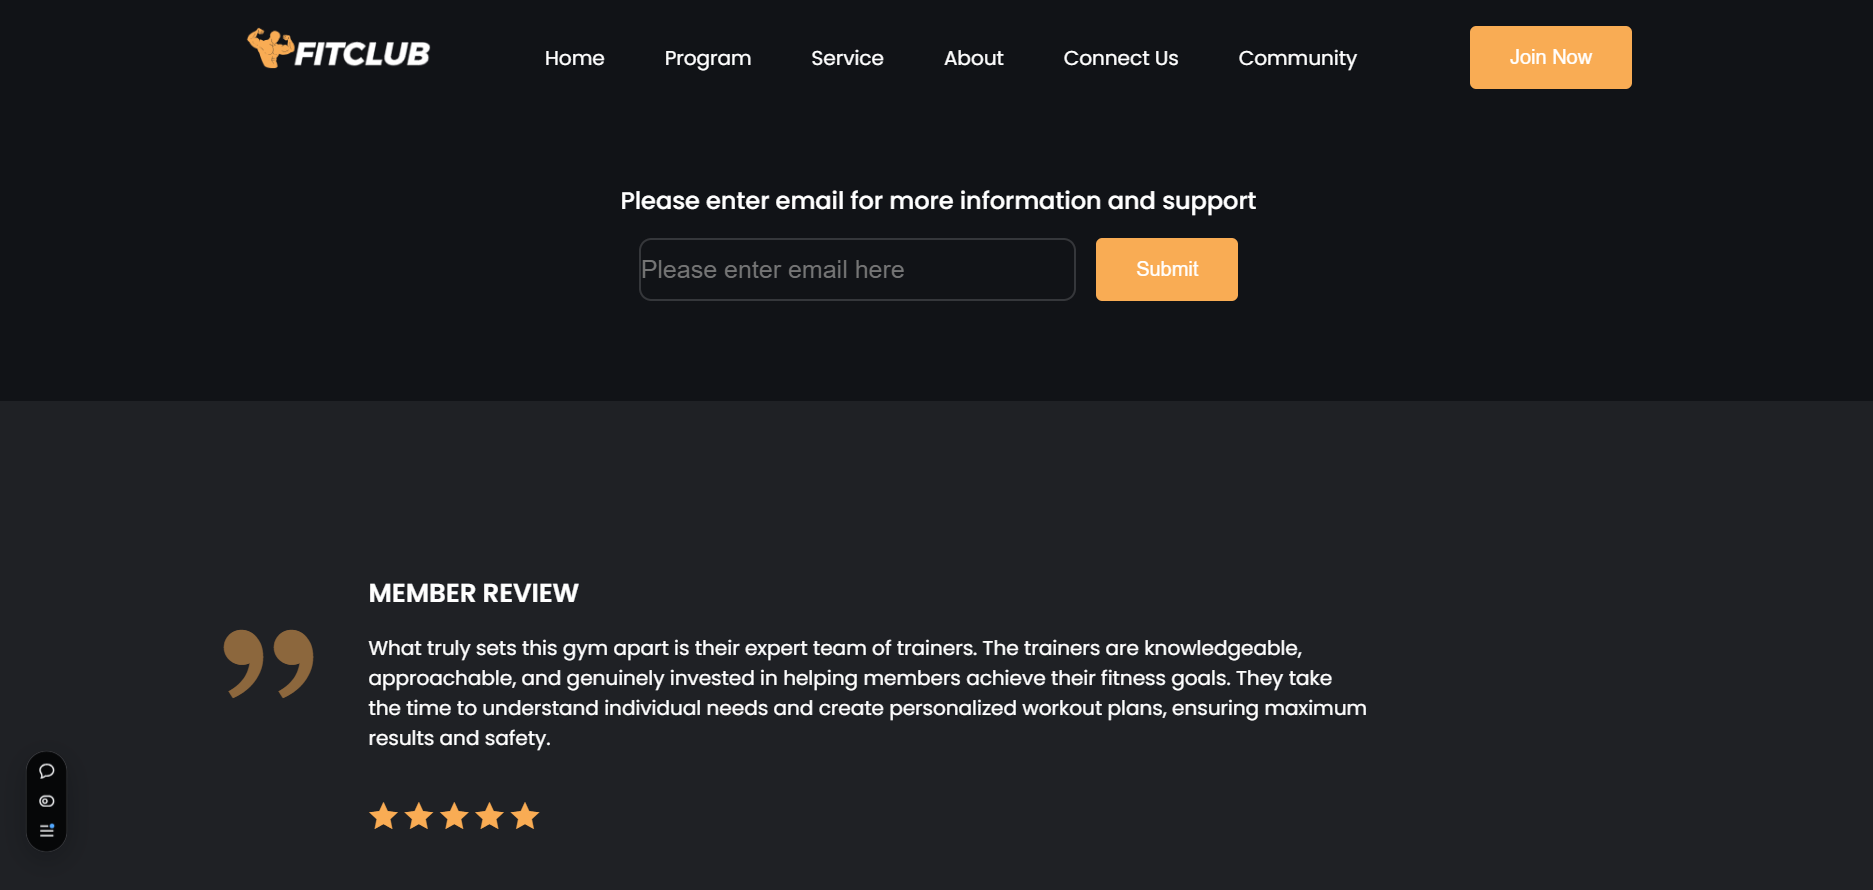 FITCLUB
Home
Program
Service
About
Connect Us
Community
Join Now
Please enter email for more information and support
Please enter email here
Submit
MEMBER REVIEW
What truly sets this gym apart is their expert team of trainers. The trainers are knowledgeable,
approachable, and genuinely invested in helping members achieve their fitness goals. They take
the time to understand individual needs and create personalized workout plans, ensuring maximum
results and safety.